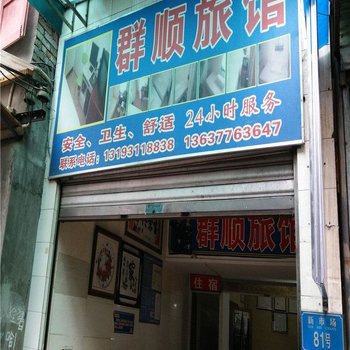 群顺旅馆
安全、卫生、舒适 24小时服务
联系电话：13193118838 13637763647
群顺旅馆
住宿
新市场
81号